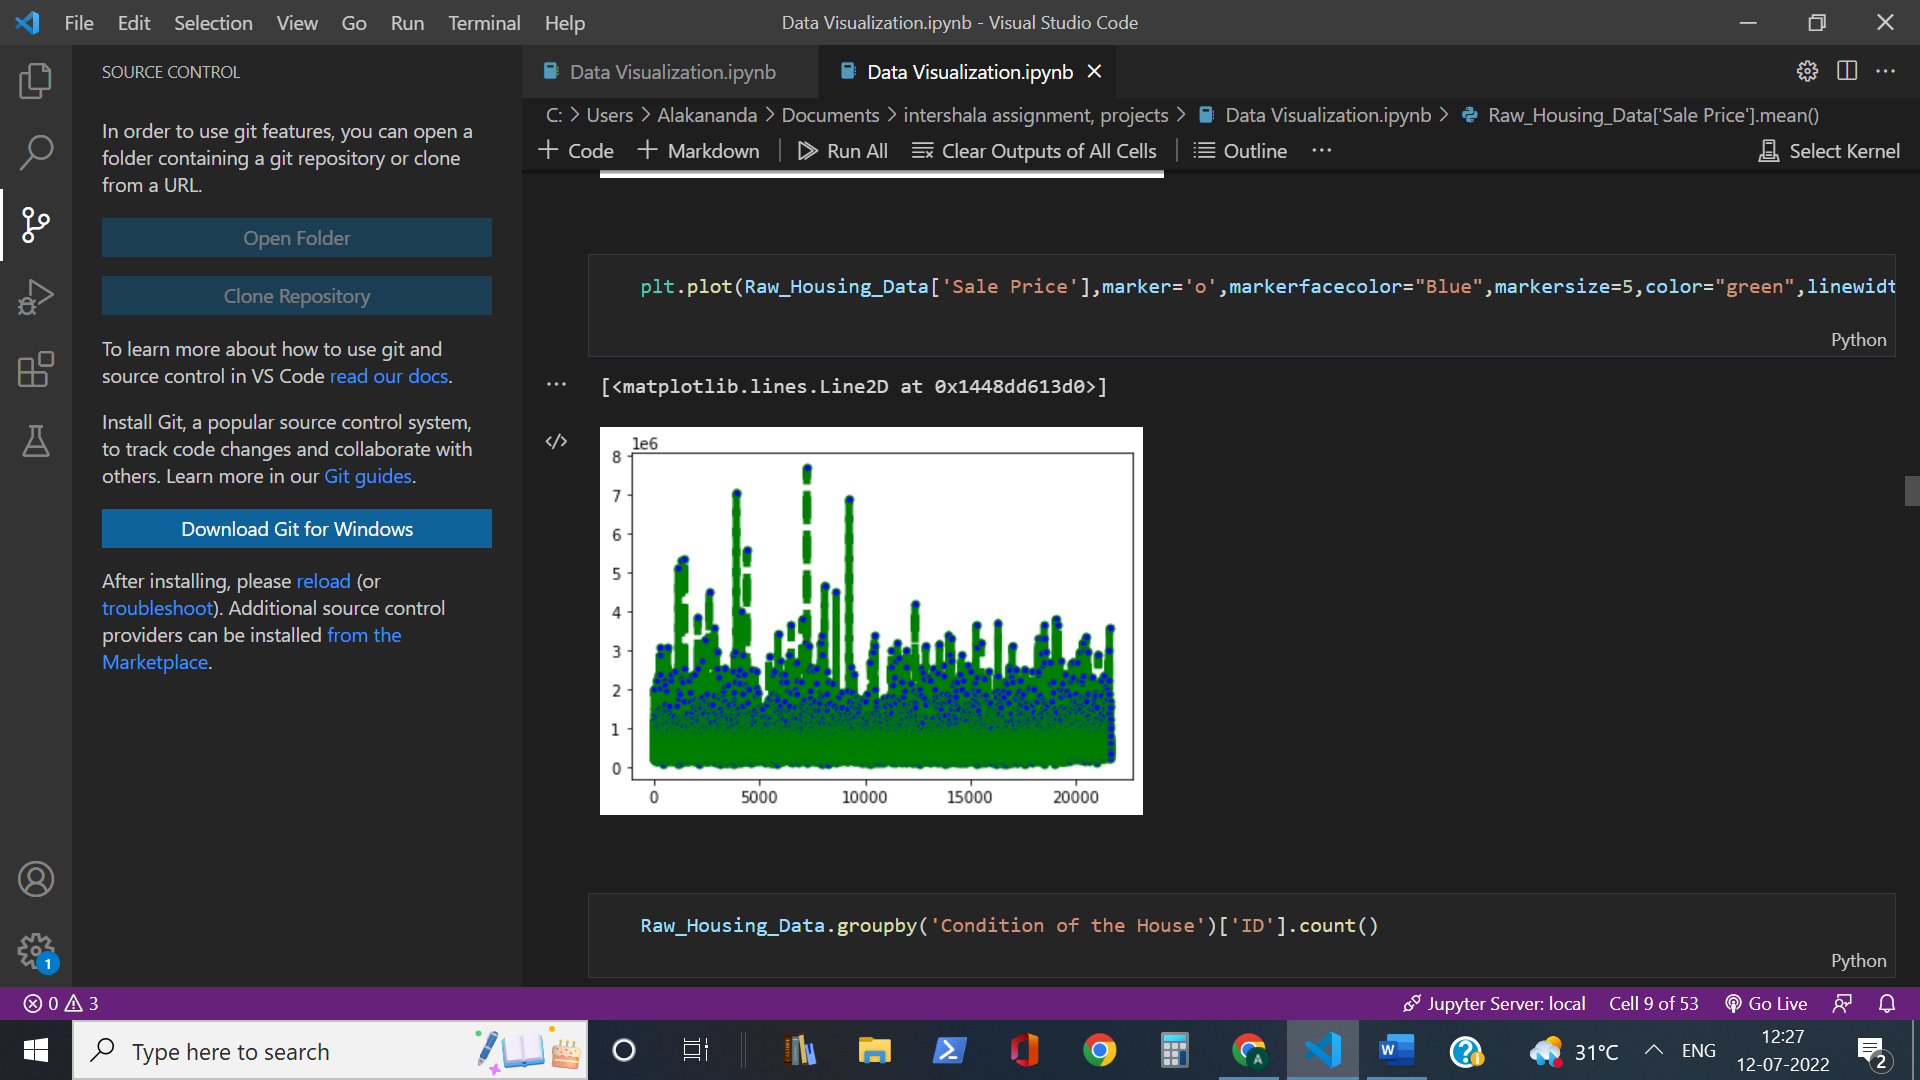 File Edit Selection View Go Run Terminal Help
Data Visualization.ipynb - Visual Studio Code
SOURCE CONTROL
In order to use git features, you can open a
folder containing a git repository or clone
from a URL.
Open Folder
Clone Repository
To learn more about how to use git and
source control in VS Code read our docs.
Install Git, a popular source control system,
to track code changes and collaborate with
others. Learn more in our Git guides.
Download Git for Windows
After installing, please reload (or
troubleshoot). Additional source control
providers can be installed from the
Marketplace.
1
Data Visualization.ipynb
Data Visualization.ipynb
C: > Users > Alakananda > Documents > intershala assignment, projects > Data Visualization.ipynb > Raw_Housing_Data['Sale Price'].mean()
+ Code + Markdown Run All Clear Outputs of All Cells Outline ... Select Kernel
plt.plot(Raw_Housing_Data['Sale Price'],marker='o',markerfacecolor="Blue",markersize=5,color="green",linewidt
Python
[<matplotlib.lines.Line2D at 0x1448dd613d0>]
1e6
8
7
6
5
4
3
2
1
0
0 5000 10000 15000 20000
Raw_Housing_Data.groupby('Condition of the House')['ID'].count()
Python
0 3
Jupyter Server: local Cell 9 of 53 Go Live
Type here to search
31°C ENG
12:27
12-07-2022
2